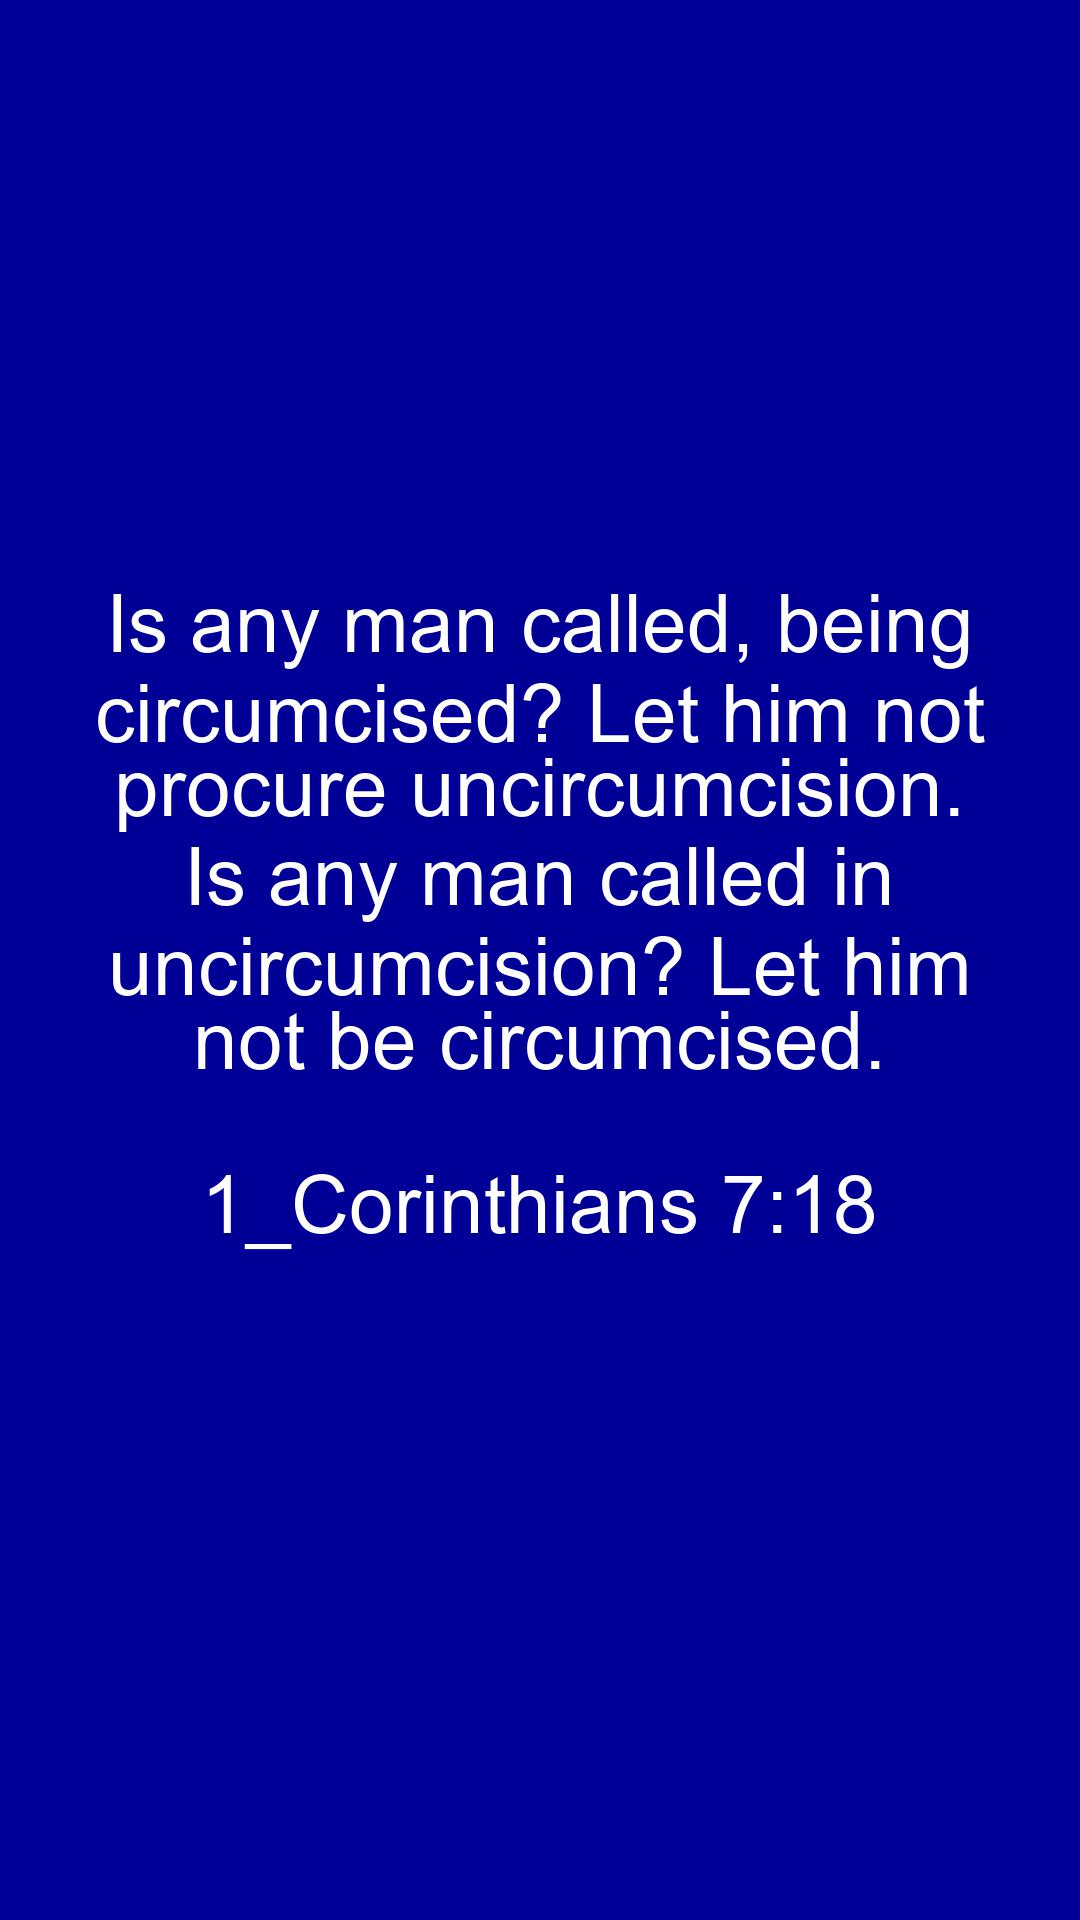 Is any man called, being
circumcised? Let him not
procure uncircumcision.
Is any man called in
uncircumcision? Let him
not be circumcised.
1_Corinthians 7:18